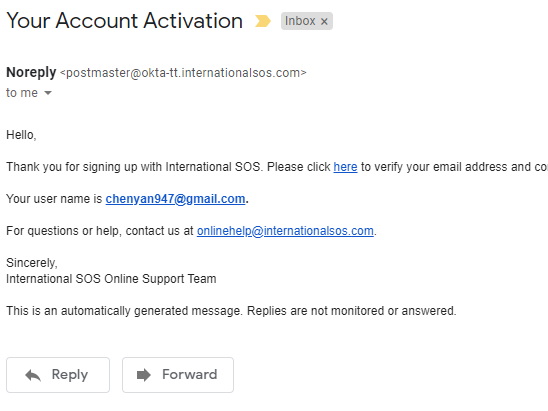 Your Account Activation Inbox x
Noreply <postmaster@okta-tt.internationalsos.com>
to me
Hello,
Thank you for signing up with International SOS. Please click here to verify your email address and
Your user name is chenyan947@gmail.com.
For questions or help, contact us at onlinehelp@internationalsos.com.
Sincerely,
International SOS Online Support Team
This is an automatically generated message. Replies are not monitored or answered.
Reply Forward